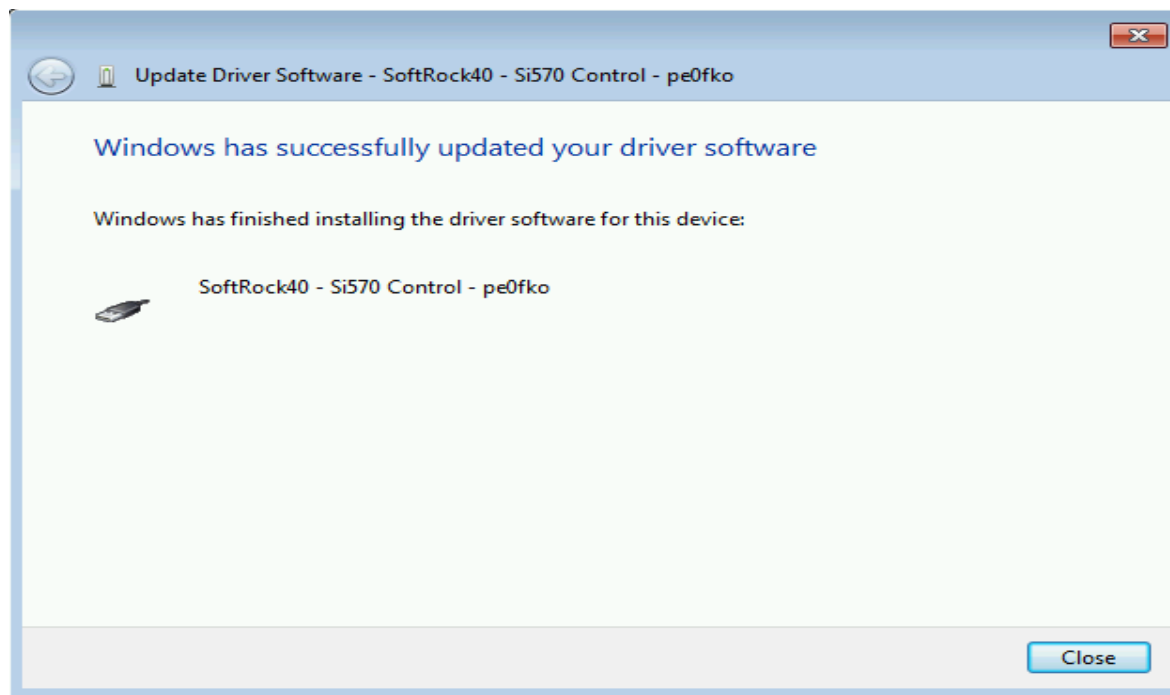 Update Driver Software - SoftRock40 - Si570 Control - pe0fko
Windows has successfully updated your driver software
Windows has finished installing the driver software for this device:
SoftRock40 - Si570 Control - pe0fko
Close